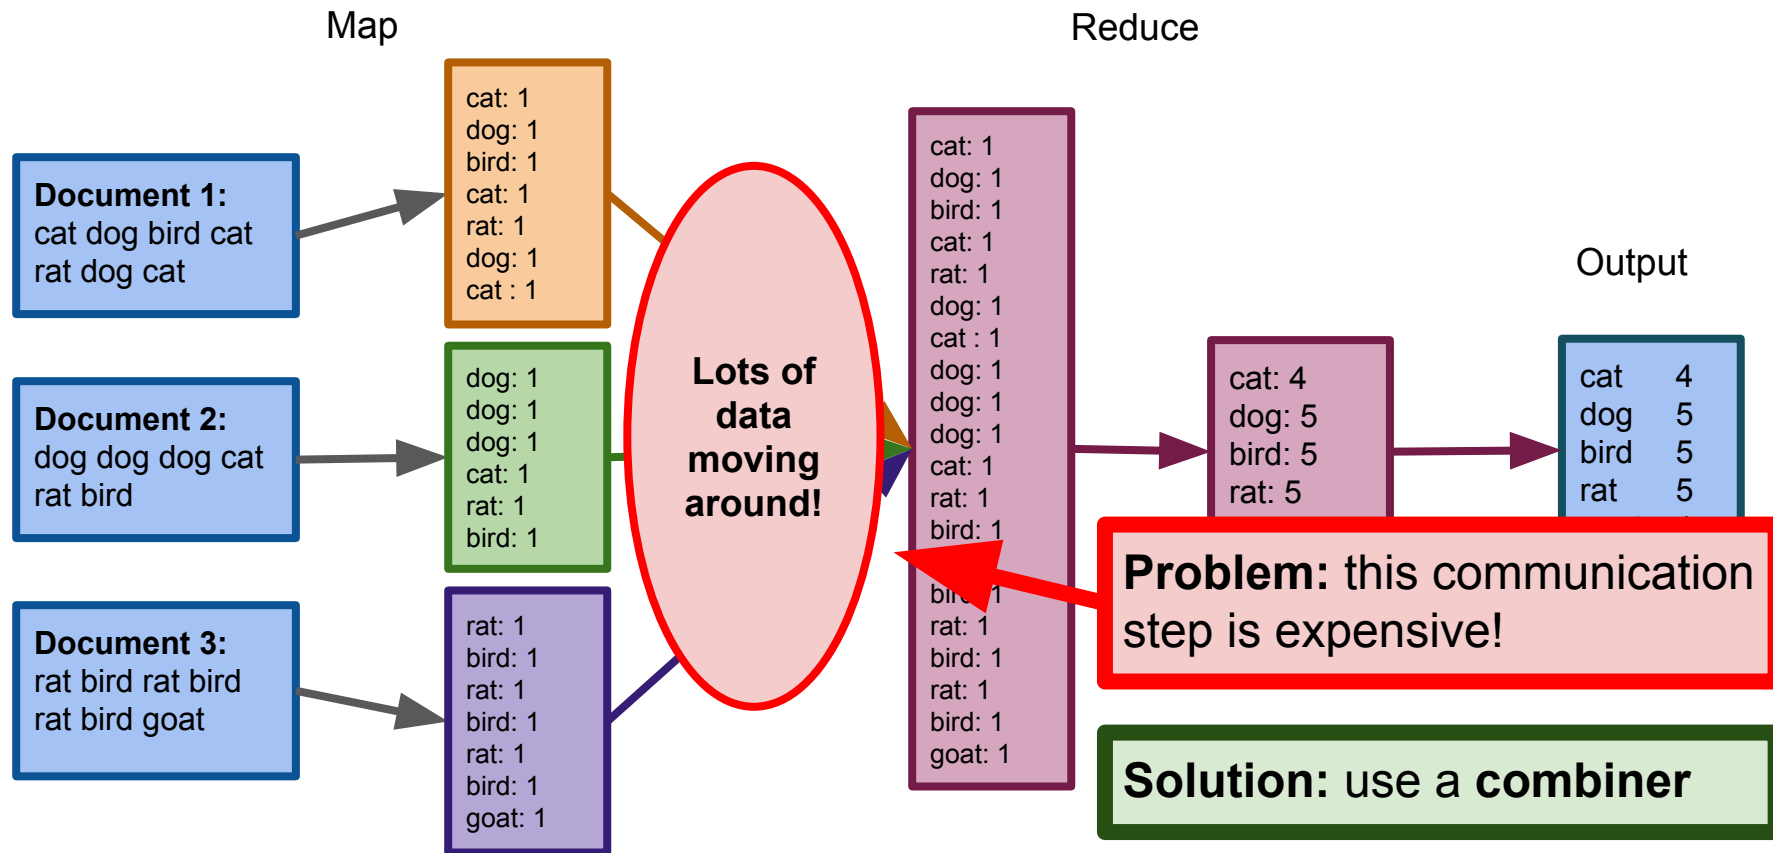 Map
Reduce
Output
Document 1:
cat dog bird cat
rat dog cat
Document 2:
dog dog dog cat
rat bird
Document 3:
rat bird rat bird
rat bird goat
cat: 1
dog: 1
bird: 1
cat: 1
rat: 1
dog: 1
cat : 1
dog: 1
dog: 1
dog: 1
cat: 1
rat: 1
bird: 1
rat: 1
bird: 1
rat: 1
bird: 1
rat: 1
bird: 1
goat: 1
Lots of
data
moving
around!
cat: 1
dog: 1
bird: 1
cat: 1
rat: 1
dog: 1
cat : 1
dog: 1
dog: 1
dog: 1
cat: 1
rat: 1
bird: 1
bird: 1
rat: 1
bird: 1
rat: 1
bird: 1
goat: 1
cat: 4
dog: 5
bird: 5
rat: 5
cat 4
dog 5
bird 5
rat 5
Problem: this communication
step is expensive!
Solution: use a combiner